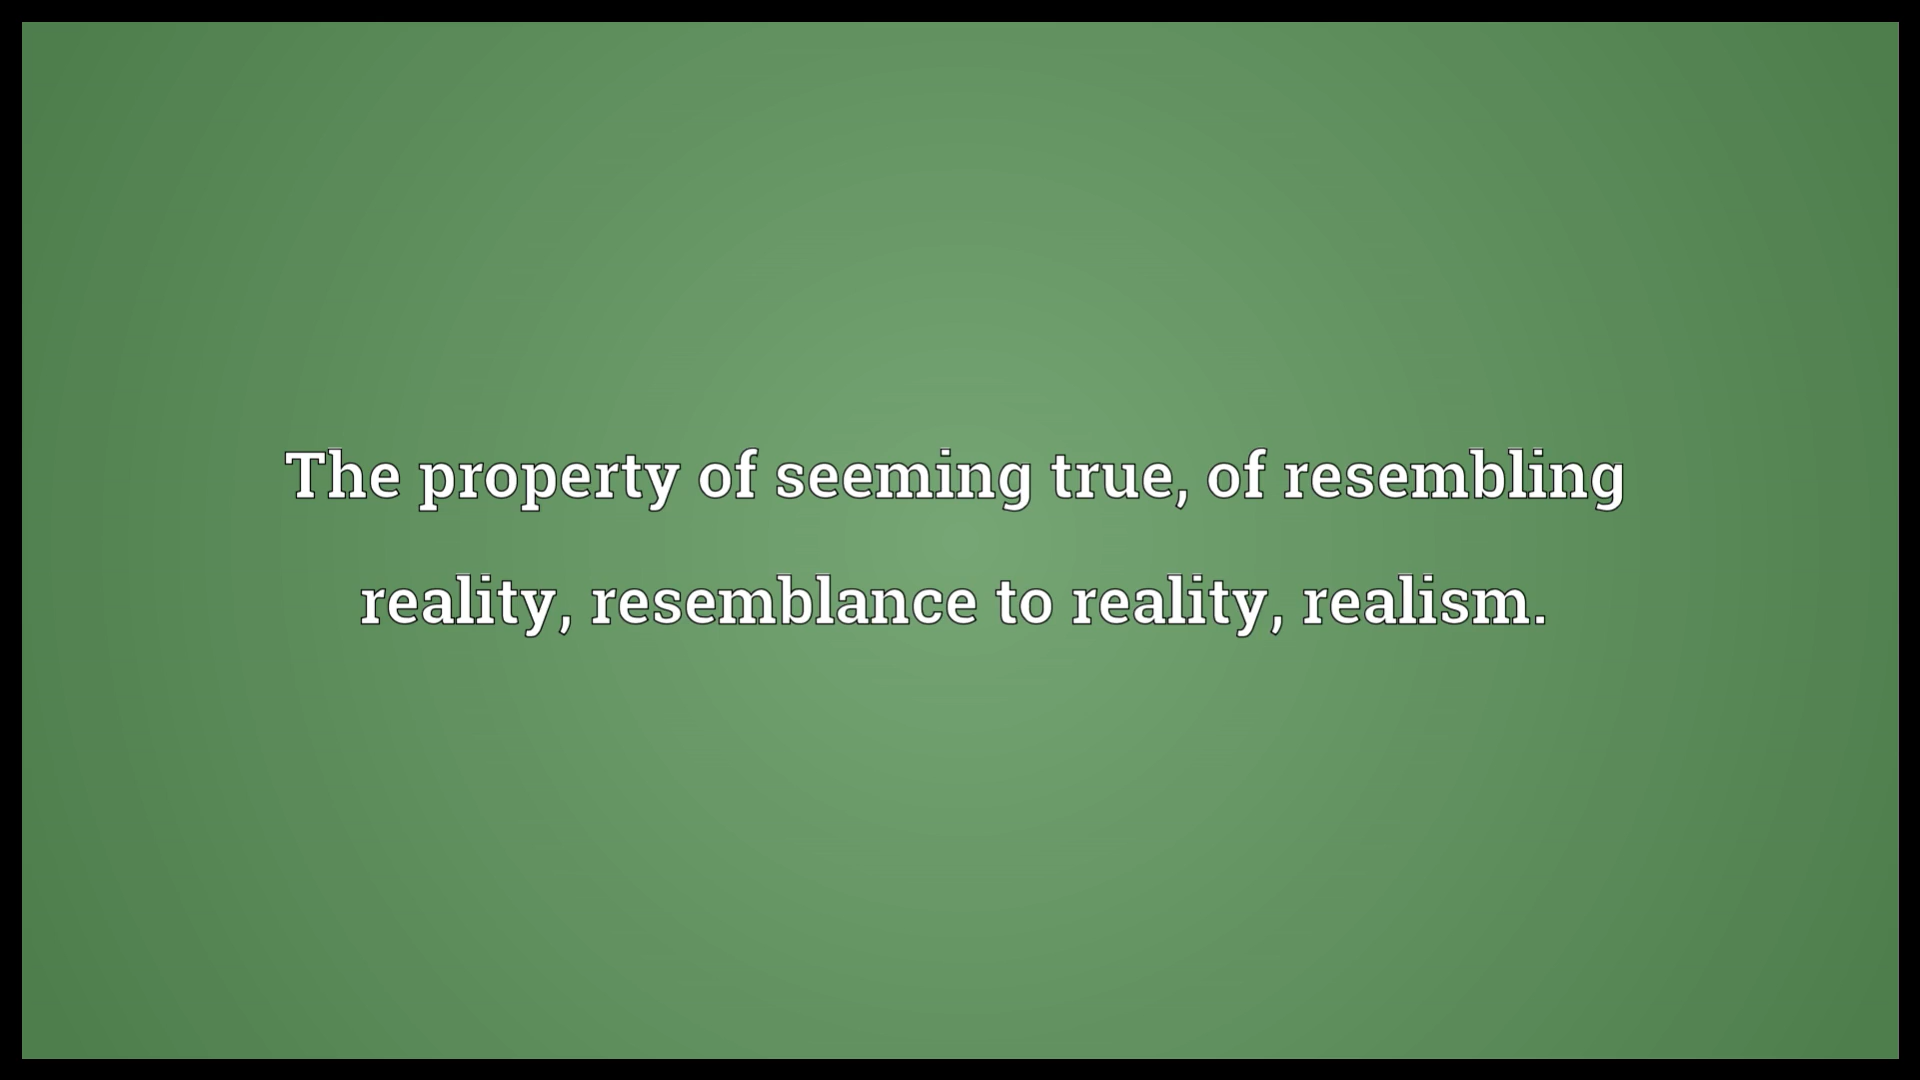 The property of seeming true, of resembling
reality, resemblance to reality, realism.